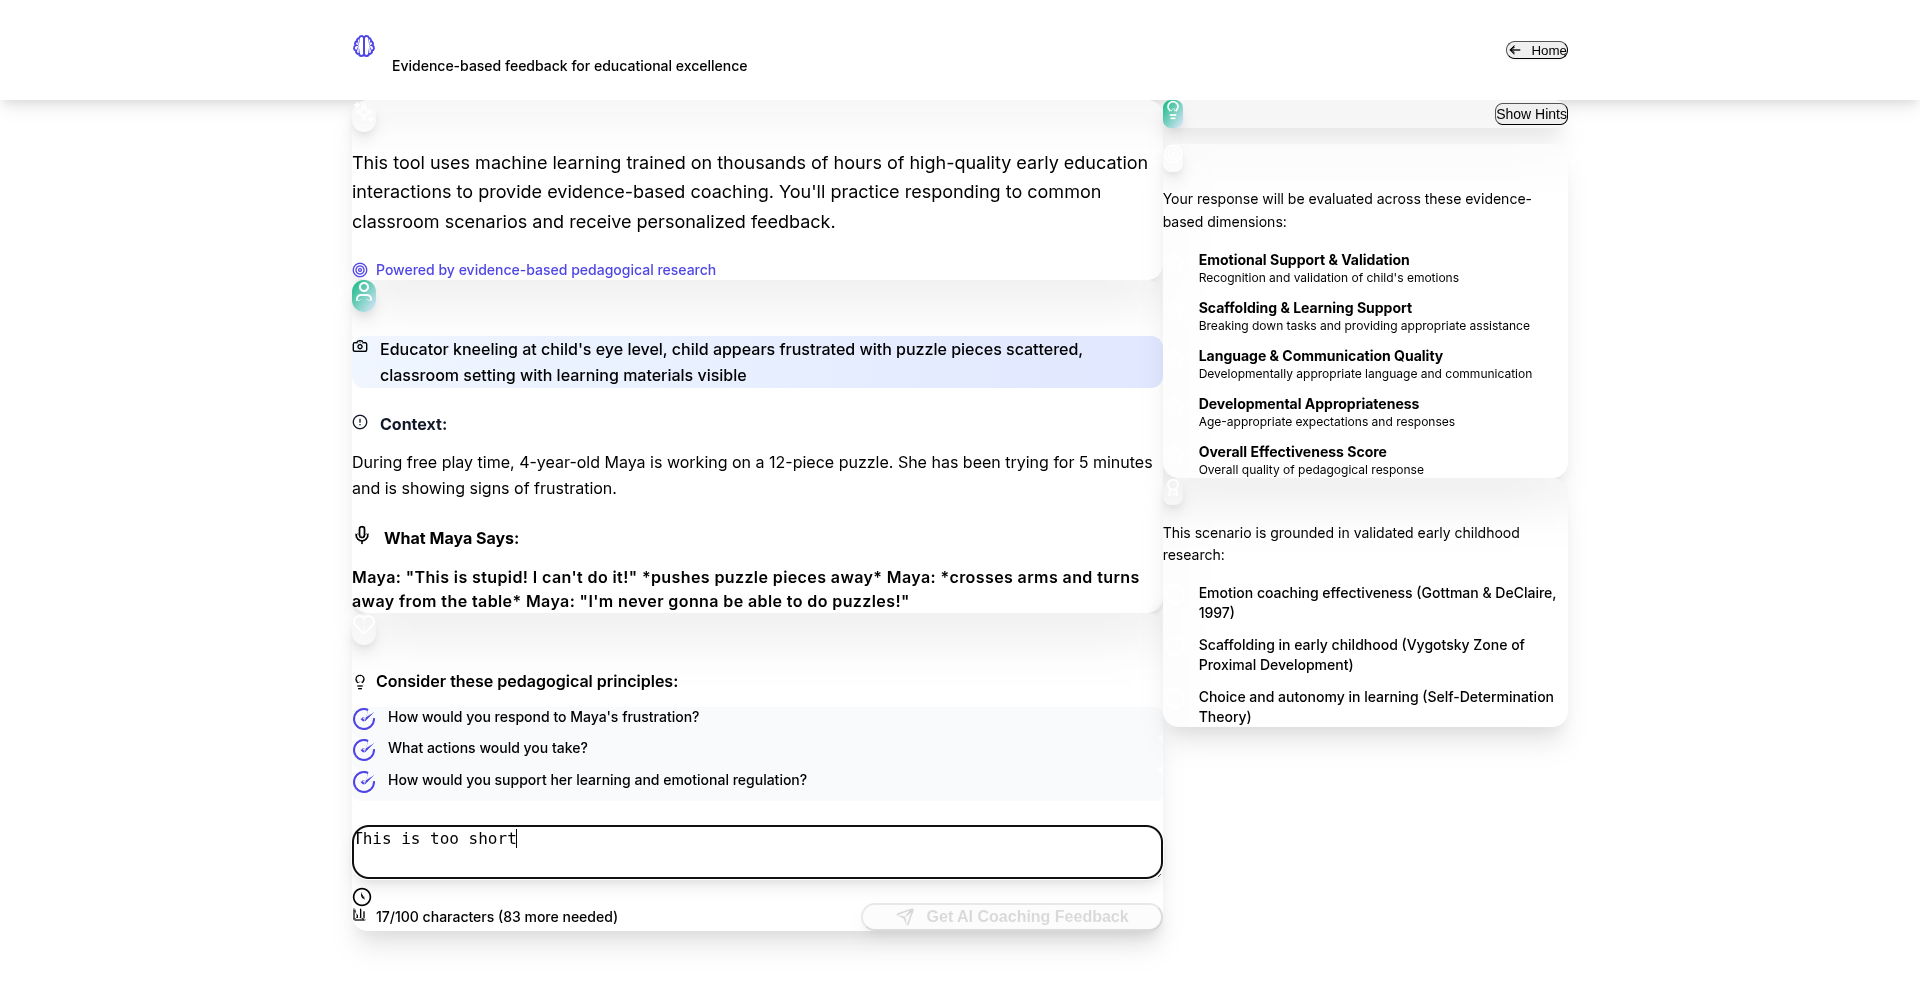 Evidence-based feedback for educational excellence
Home
This tool uses machine learning trained on thousands of hours of high-quality early education
interactions to provide evidence-based coaching. You'll practice responding to common
classroom scenarios and receive personalized feedback.
Powered by evidence-based pedagogical research
Educator kneeling at child's eye level, child appears frustrated with puzzle pieces scattered,
classroom setting with learning materials visible
Context:
During free play time, 4-year-old Maya is working on a 12-piece puzzle. She has been trying for 5 minutes
and is showing signs of frustration.
What Maya Says:
Maya: "This is stupid! I can't do it!" *pushes puzzle pieces away* Maya: *crosses arms and turns
away from the table* Maya: "I'm never gonna be able to do puzzles!"
Consider these pedagogical principles:
How would you respond to Maya's frustration?
What actions would you take?
How would you support her learning and emotional regulation?
This is too short
17/100 characters (83 more needed)
Get AI Coaching Feedback
Show Hints
Your response will be evaluated across these evidence-
based dimensions:
Emotional Support & Validation
Recognition and validation of child's emotions
Scaffolding & Learning Support
Breaking down tasks and providing appropriate assistance
Language & Communication Quality
Developmentally appropriate language and communication
Developmental Appropriateness
Age-appropriate expectations and responses
Overall Effectiveness Score
Overall quality of pedagogical response
This scenario is grounded in validated early childhood
research:
Emotion coaching effectiveness (Gottman & DeClaire,
1997)
Scaffolding in early childhood (Vygotsky Zone of
Proximal Development)
Choice and autonomy in learning (Self-Determination
Theory)